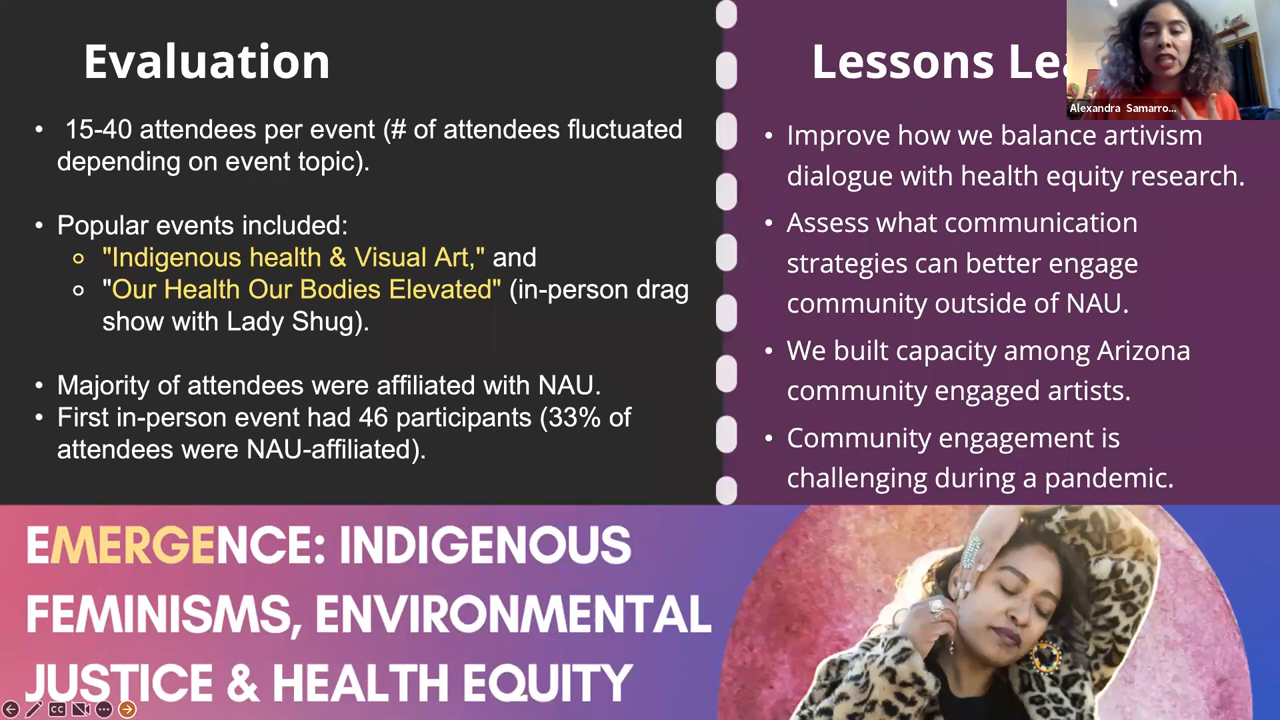 Evaluation
• 15-40 attendees per event (# of attendees fluctuated
depending on event topic).
• Popular events included:
"Indigenous health & Visual Art," and
"Our Health Our Bodies Elevated" (in-person drag
show with Lady Shug).
• Majority of attendees were affiliated with NAU.
• First in-person event had 46 participants (33% of
attendees were NAU-affiliated).
Lessons
Alexandra Samarro...
• Improve how we balance artivism
dialogue with health equity research.
• Assess what communication
strategies can better engage
community outside of NAU.
• We built capacity among Arizona
community engaged artists.
• Community engagement is
challenging during a pandemic.
EMERGENCE: INDIGENOUS
FEMINISMS, ENVIRONMENTAL
JUSTICE & HEALTH EQUITY
CC